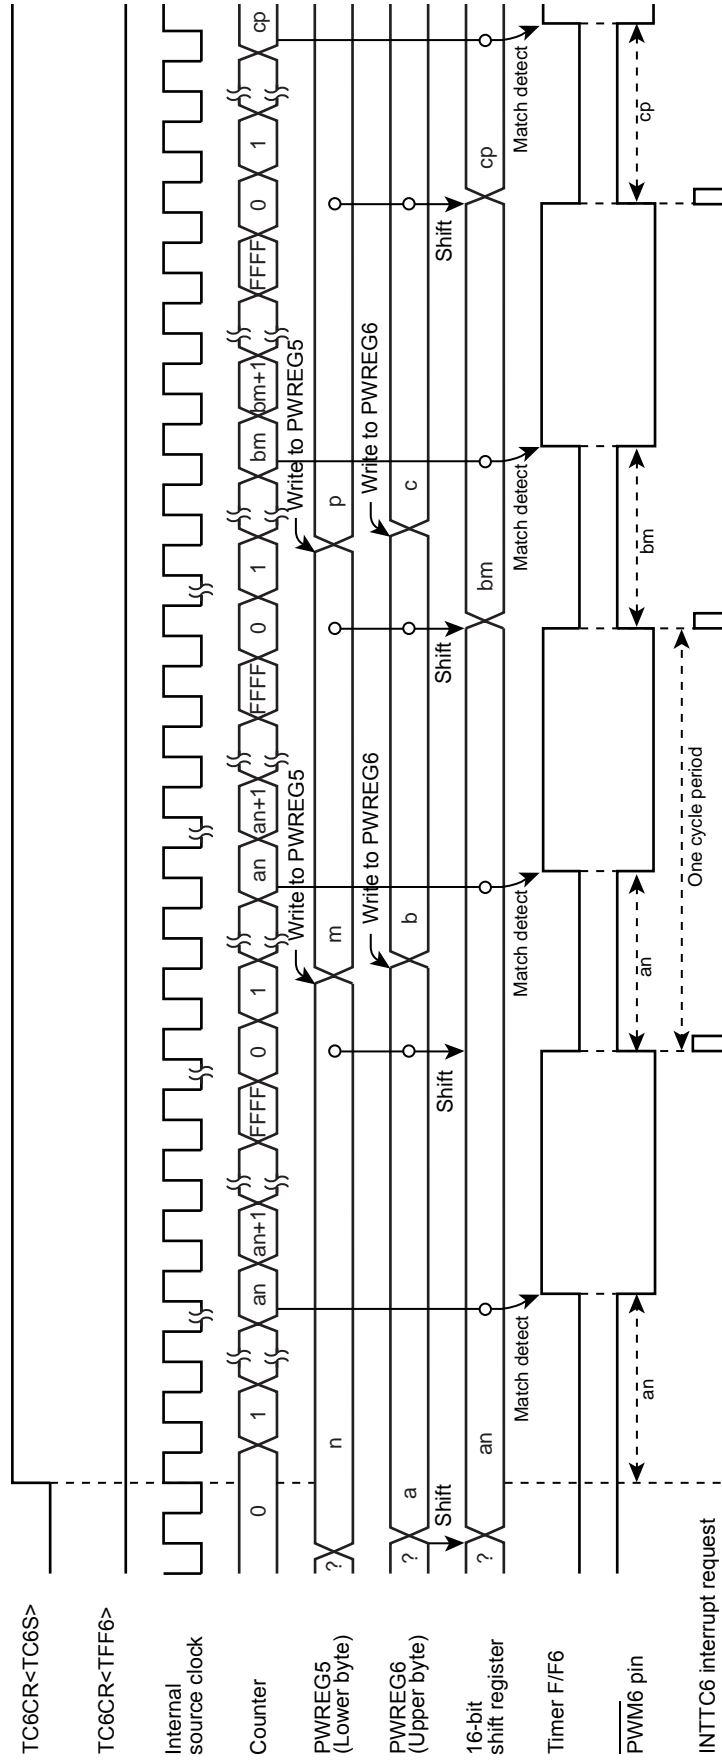 TC6CR<TC6S>
TC6CR<TFF6>
Internal
source clock
Counter
0 1 an an+1 FFFF 0 1 an an+1 FFFF 0 1 bm bm+1 FFFF 0 1 cp
Write to PWREG5
Write to PWREG5
PWREG5
(Lower byte)
? n m p
Write to PWREG6
Write to PWREG6
PWREG6
(Upper byte)
? a b c
Shift
Shift
Shift
Shift
16-bit
shift register
? an bm cp
Match detect
Match detect
Match detect
Match detect
Timer F/F6
PWM6 pin
an
an
bm
cp
One cycle period
INTTC6 interrupt request